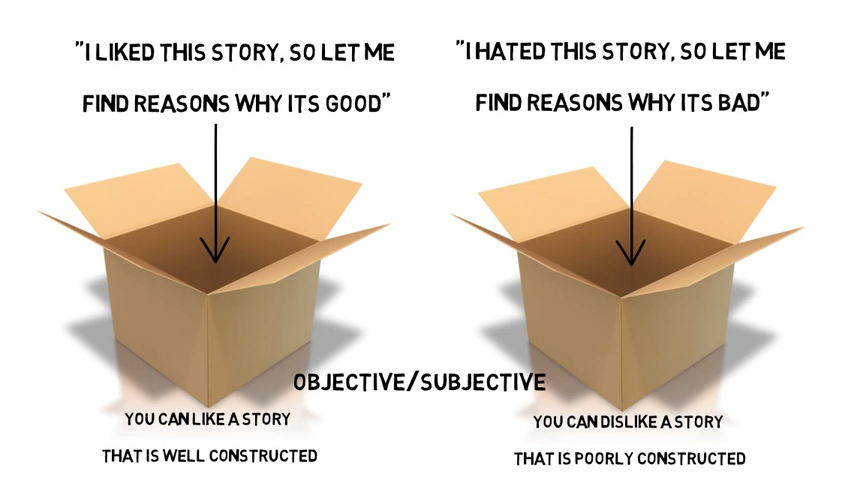 "I LIKED THIS STORY, SO LET ME
FIND REASONS WHY ITS GOOD"
"I HATED THIS STORY, SO LET ME
FIND REASONS WHY ITS BAD"
OBJECTIVE/SUBJECTIVE
YOU CAN LIKE A STORY
THAT IS WELL CONSTRUCTED
YOU CAN DISLIKE A STORY
THAT IS POORLY CONSTRUCTED